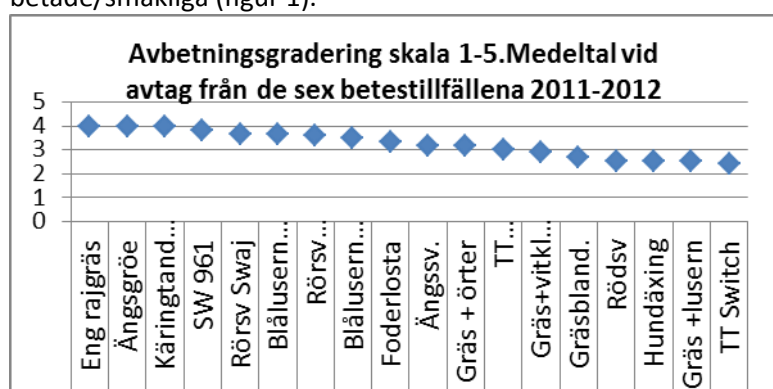 betade/smakliga (figur 1).
Avbetningsgradering skala 1-5.Medeltal vid
avtag från de sex betestillfällena 2011-2012
5
4
3
2
1
0
Eng rajgräs
Ängsgröe
Käringtand...
SW 961
Rörsv Swaj
Blålusern...
Rörsv...
Blålusern...
Foderlosta
Ängssv.
Gräs + örter
TT...
Gräs+vitkl...
Gräsbland.
Rödsv
Hundäxing
Gräs +lusern
TT Switch